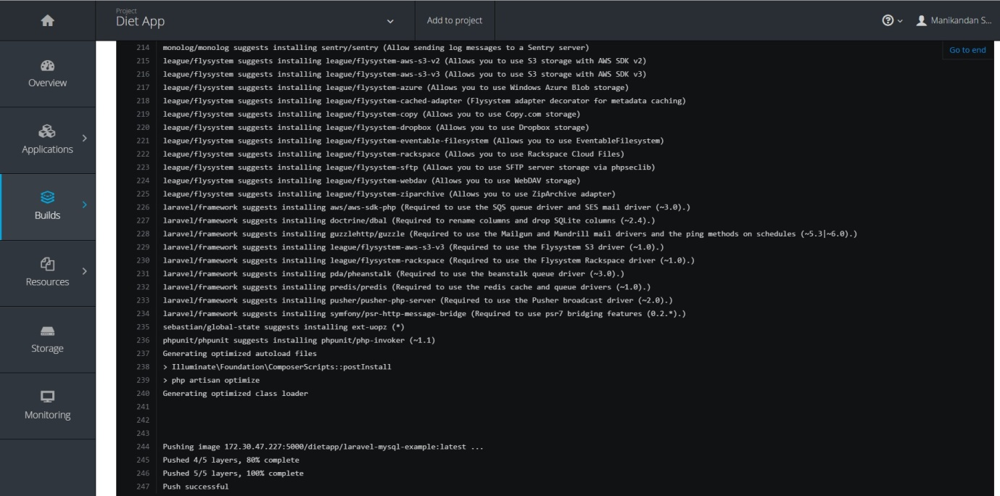 Project
Diet App
Add to project
Manikandan S...
Overview
Applications
Builds
Resources
Storage
Monitoring
Go to end
214 monolog/monolog suggests installing sentry/sentry (Allow sending log messages to a Sentry server)
215 league/flysystem suggests installing league/flysystem-aws-s3-v2 (Allows you to use S3 storage with AWS SDK v2)
216 league/flysystem suggests installing league/flysystem-aws-s3-v3 (Allows you to use S3 storage with AWS SDK v3)
217 league/flysystem suggests installing league/flysystem-azure (Allows you to use Windows Azure Blob storage)
218 league/flysystem suggests installing league/flysystem-cached-adapter (Flysystem adapter decorator for metadata caching)
219 league/flysystem suggests installing league/flysystem-copy (Allows you to use Copy.com storage)
220 league/flysystem suggests installing league/flysystem-dropbox (Allows you to use Dropbox storage)
221 league/flysystem suggests installing league/flysystem-eventable-filesystem (Allows you to use EventableFilesystem)
222 league/flysystem suggests installing league/flysystem-rackspace (Allows you to use Rackspace Cloud Files)
223 league/flysystem suggests installing league/flysystem-sftp (Allows you to use SFTP server storage via phpseclib)
224 league/flysystem suggests installing league/flysystem-webdav (Allows you to use WebDAV storage)
225 league/flysystem suggests installing league/flysystem-ziparchive (Allows you to use ZipArchive adapter)
226 laravel/framework suggests installing aws/aws-sdk-php (Required to use the SQS queue driver and SES mail driver (~3.0).)
227 laravel/framework suggests installing doctrine/dbal (Required to rename columns and drop SQLite columns (~2.4).)
228 laravel/framework suggests installing guzzlehttp/guzzle (Required to use the Mailgun and Mandrill mail drivers and the ping methods on schedules (~5.3|~6.0).)
229 laravel/framework suggests installing league/flysystem-aws-s3-v3 (Required to use the Flysystem S3 driver (~1.0).)
230 laravel/framework suggests installing league/flysystem-rackspace (Required to use the Flysystem Rackspace driver (~1.0).)
231 laravel/framework suggests installing pda/pheanstalk (Required to use the beanstalk queue driver (~3.0).)
232 laravel/framework suggests installing predis/predis (Required to use the redis cache and queue drivers (~1.0).)
233 laravel/framework suggests installing pusher/pusher-php-server (Required to use the Pusher broadcast driver (~2.0).)
234 laravel/framework suggests installing symfony/psr-http-message-bridge (Required to use psr7 bridging features (0.2.*).)
235 sebastian/global-state suggests installing ext-uopz (*)
236 phpunit/phpunit suggests installing phpunit/php-invoker (~1.1)
237 Generating optimized autoload files
238 > Illuminate\Foundation\ComposerScripts::postInstall
239 > php artisan optimize
240 Generating optimized class loader
241
242
243
244 Pushing image 172.30.47.227:5000/dietapp/laravel-mysql-example:latest ...
245 Pushed 4/5 layers, 80% complete
246 Pushed 5/5 layers, 100% complete
247 Push successful